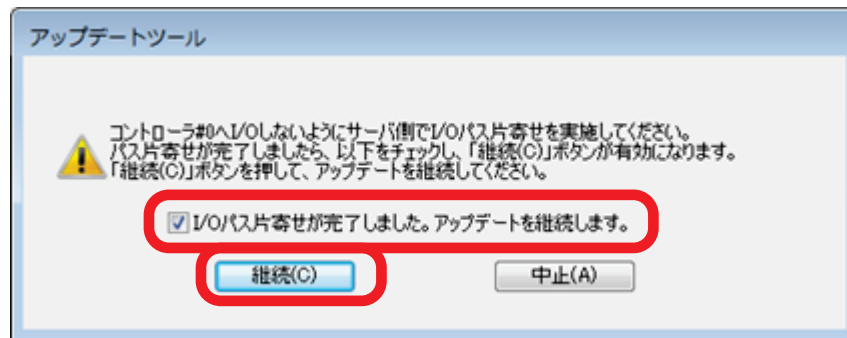 アップデートツール
コントローラ#0へI/Oしないようにサーバ側でI/Oパス片寄せを実施してください。
パス片寄せが完了しましたら、以下をチェックし、「継続(C)」ボタンが有効になります。
「継続(C)」ボタンを押して、アップデートを継続してください。
I/Oパス片寄せが完了しました。アップデートを継続します。
継続(C) 中止(A)